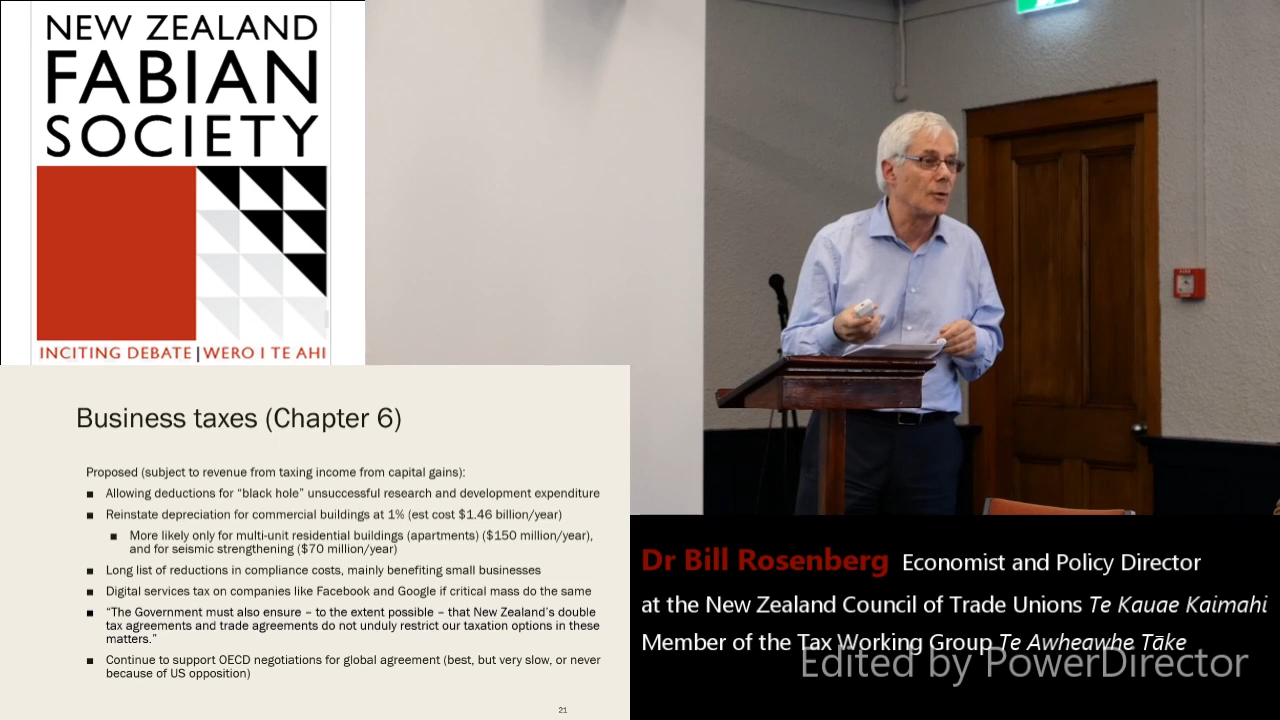 NEW ZEALAND
FABIAN
SOCIETY
INCITING DEBATE | WERO I TE AHI
Business taxes (Chapter 6)
Proposed (subject to revenue from taxing income from capital gains):
■ Allowing deductions for “black hole” unsuccessful research and development expenditure
■ Reinstate depreciation for commercial buildings at 1% (est cost $1.46 billion/year)
■ More likely only for multi-unit residential buildings (apartments) ($150 million/year),
and for seismic strengthening ($70 million/year)
■ Long list of reductions in compliance costs, mainly benefiting small businesses
■ Digital services tax on companies like Facebook and Google if critical mass do the same
■ “The Government must also ensure – to the extent possible – that New Zealand’s double
tax agreements and trade agreements do not unduly restrict our taxation options in these
matters.”
■ Continue to support OECD negotiations for global agreement (best, but very slow, or never
because of US opposition)
21
Dr Bill Rosenberg Economist and Policy Director
at the New Zealand Council of Trade Unions Te Kauae Kaimahi
Member of the Tax Working Group Te Awheawhe Tāke
Edited by PowerDirector